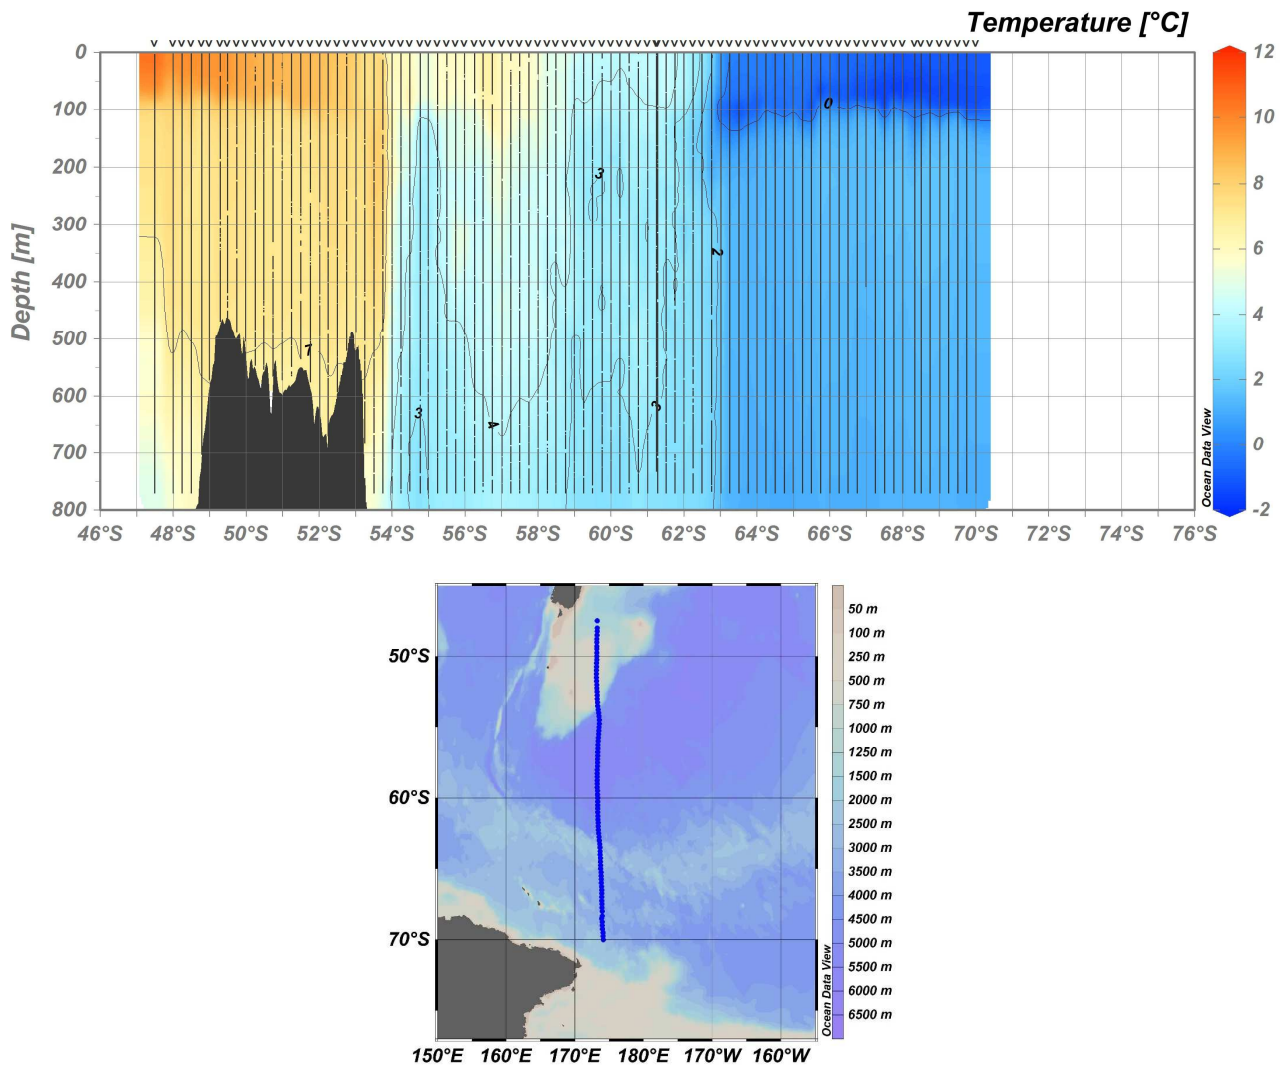 Temperature [°C]
v v v v v v v v v v v v v v v v v v v v v v v v v v v v v v v v v v v v v v v v v v v v v v v v v v v v v v v v v v v v v v v v v v v v v v v v v v v v v v v v v v v v v v v v v v
0
100
200
300
400
500
600
700
800
Depth [m]
0
3
2
7
3
4
3
46°S 48°S 50°S 52°S 54°S 56°S 58°S 60°S 62°S 64°S 66°S 68°S 70°S 72°S 74°S 76°S
12
10
8
6
4
2
0
-2
Ocean Data View
50°S
60°S
70°S
150°E 160°E 170°E 180°E 170°W 160°W
50 m
100 m
250 m
500 m
750 m
1000 m
1250 m
1500 m
2000 m
2500 m
3000 m
3500 m
4000 m
4500 m
5000 m
5500 m
6000 m
6500 m
Ocean Data View